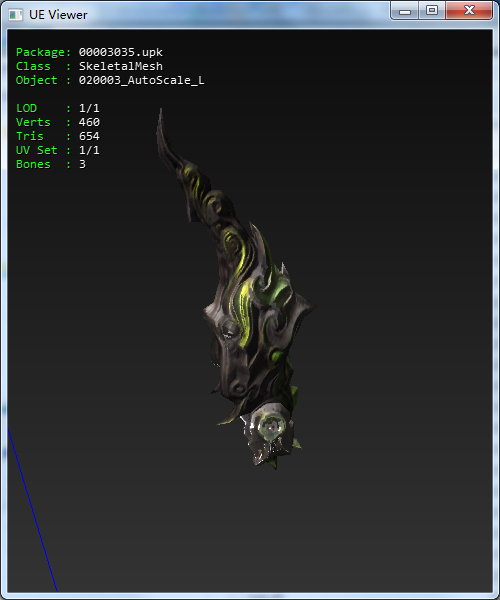 UE Viewer
Package: 00003035.upk
Class : SkeletalMesh
Object : 020003_AutoScale_L
LOD : 1/1
Verts : 460
Tris : 654
UV Set : 1/1
Bones : 3